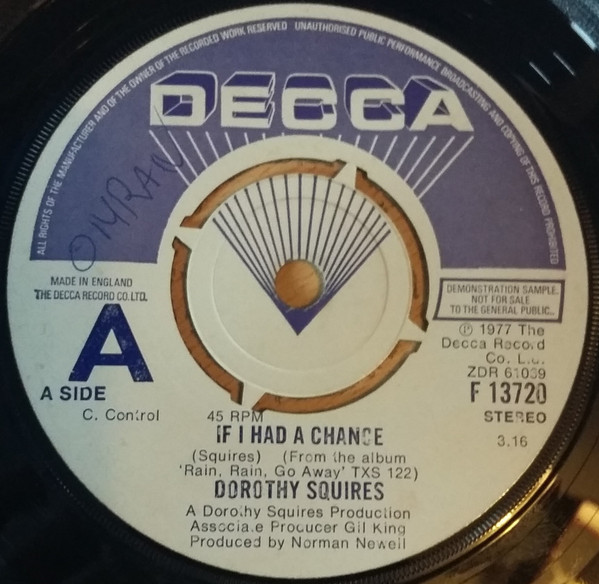 ALL RIGHTS OF THE MANUFACTURER AND OF THE OWNER OF THE RECORDED WORK RESERVED UNAUTHORISED PUBLIC PERFORMANCE BROADCASTING AND COPYING OF THIS RECORD PROHIBITED
DECCA
OMRAN
MADE IN ENGLAND
THE DECCA RECORD CO. LTD.
A
A SIDE
C. Control
DEMONSTRATION SAMPLE.
NOT FOR SALE
TO THE GENERAL PUBLIC..
℗ 1977 The
Decca Record
Co. L..
ZDR 61039
F 13720
STEREO
3.16
45 RPM
IF I HAD A CHANCE
(Squires) (From the album
'Rain, Rain, Go Away' TXS 122)
DOROTHY SQUIRES
A Dorothy Squires Production
Associate Producer Gil King
Produced by Norman Newell